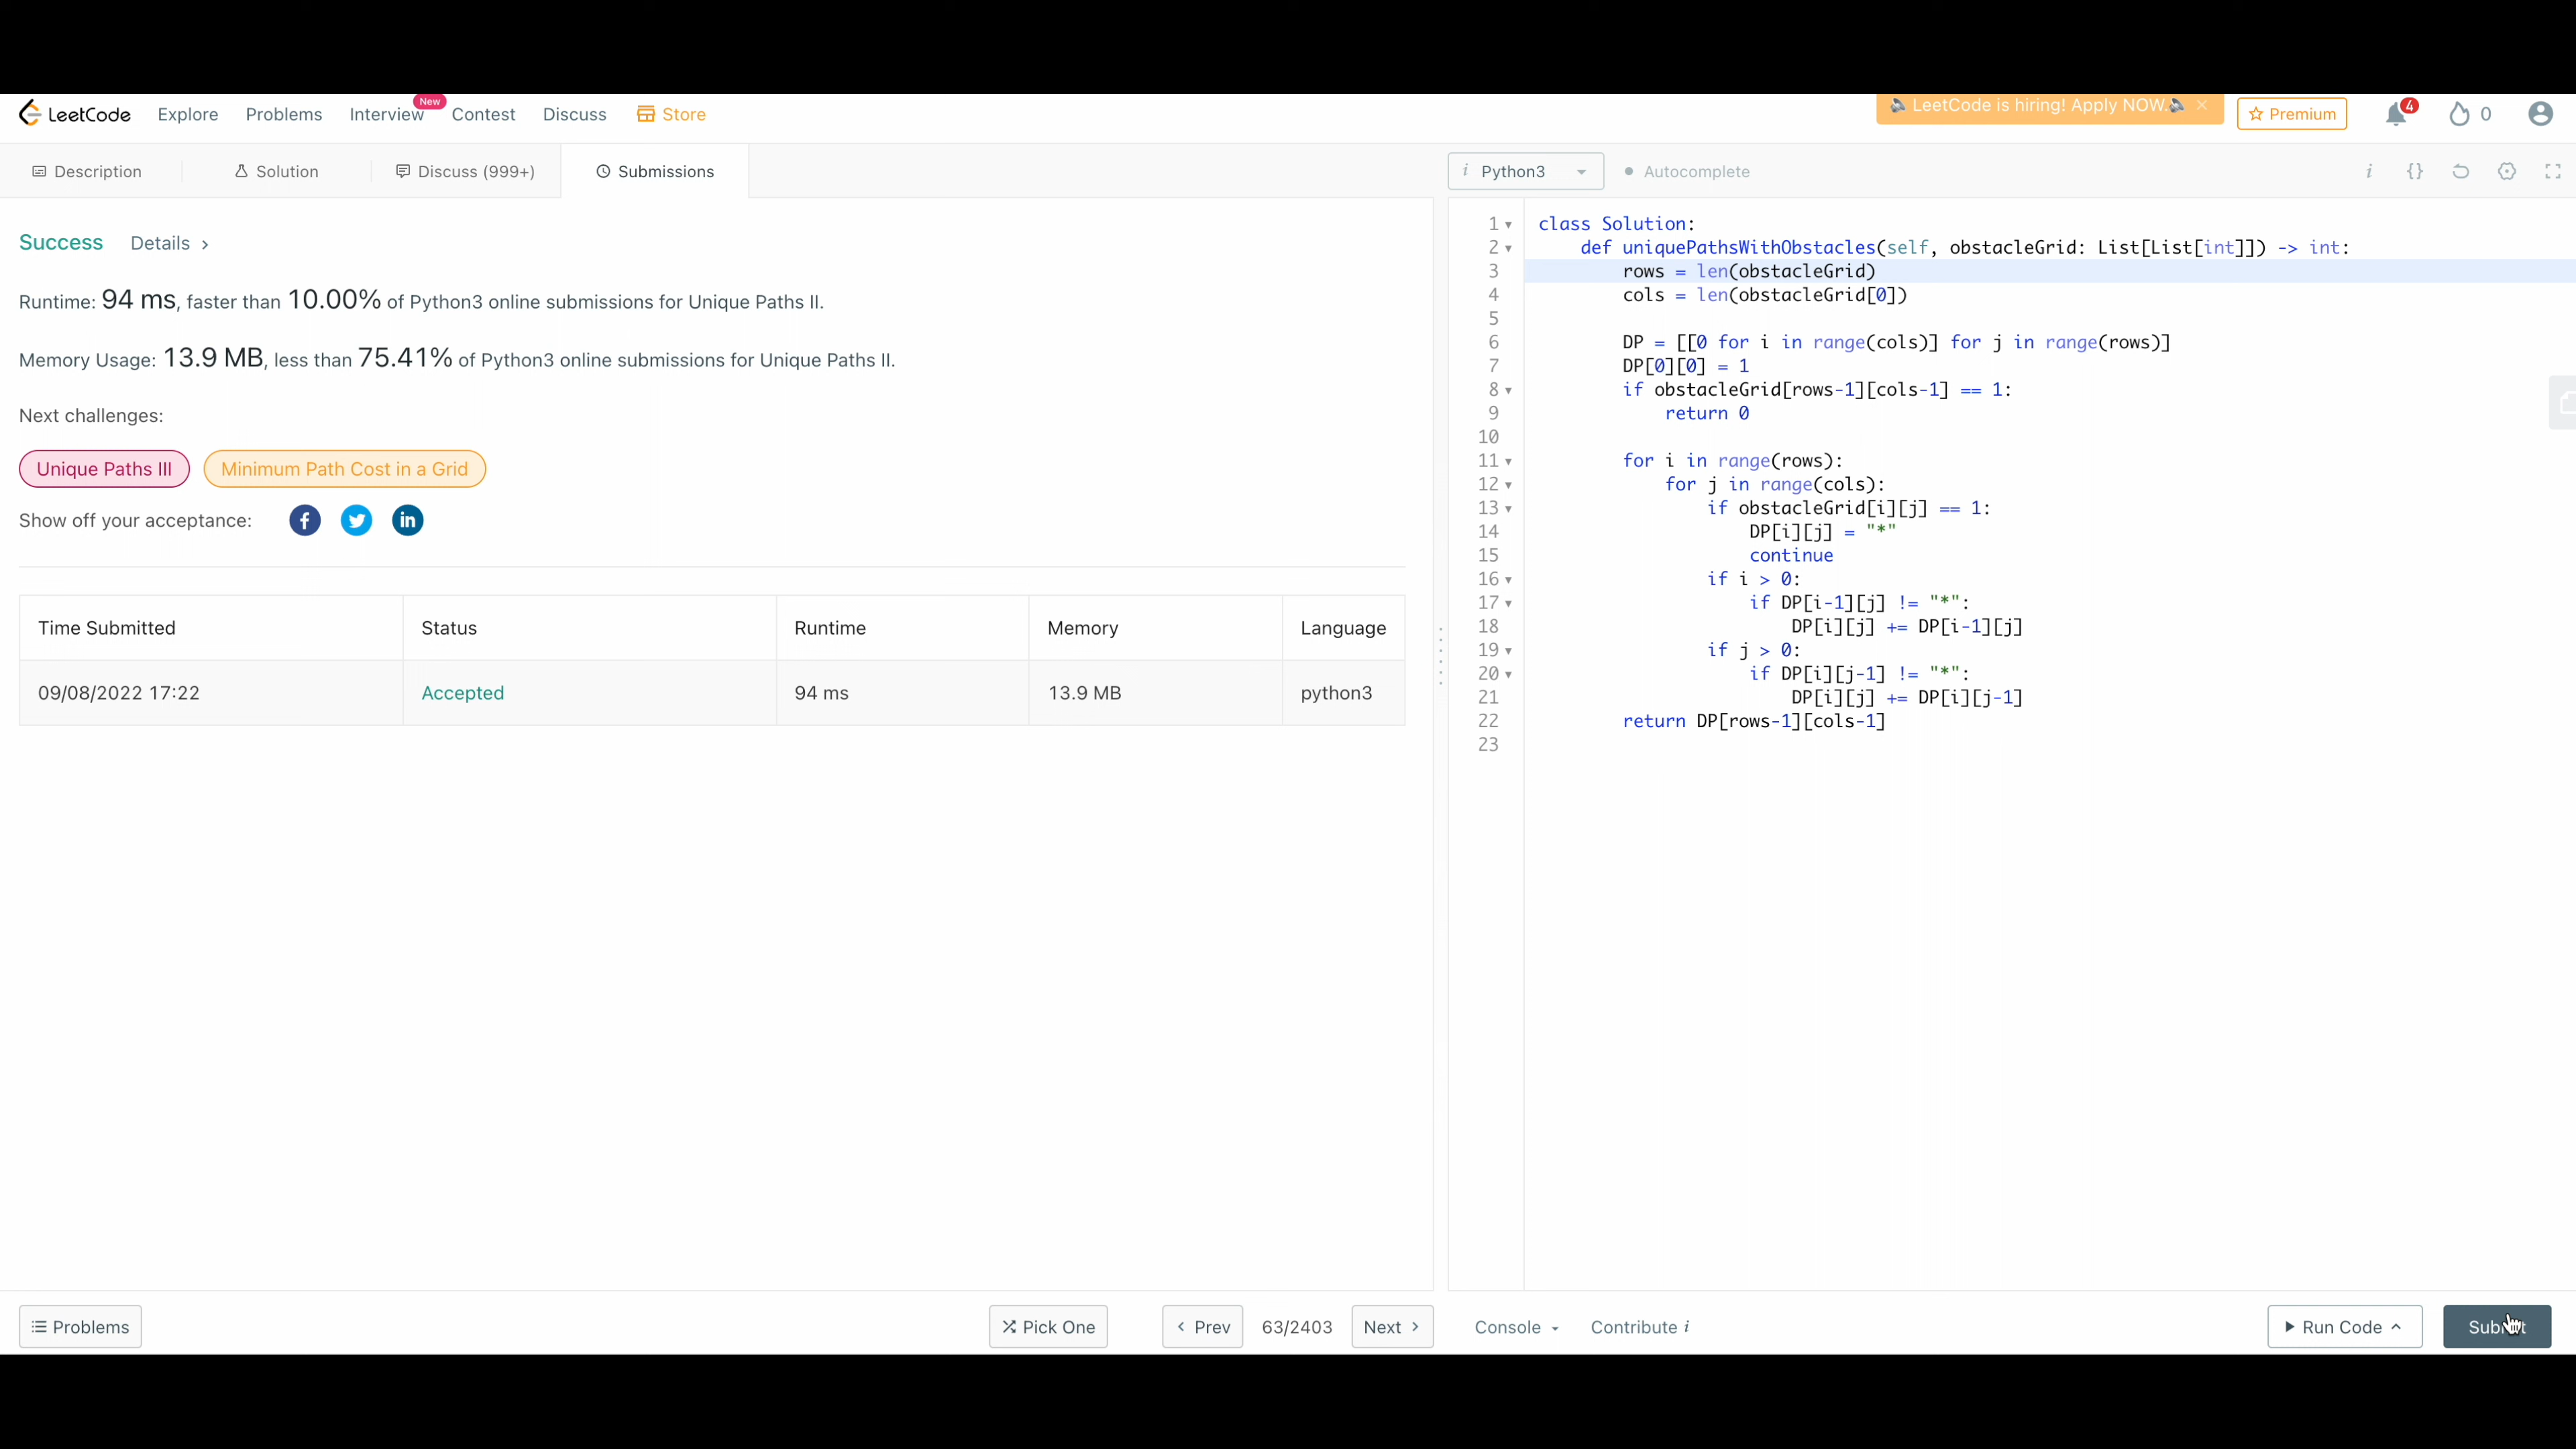 LeetCode Explore Problems Interview New Contest Discuss Store LeetCode is hiring! Apply NOW. × Premium 4 0
Description Solution Discuss (999+) Submissions i Python3 Autocomplete i {}
Success Details >
Runtime: 94 ms, faster than 10.00% of Python3 online submissions for Unique Paths II.
Memory Usage: 13.9 MB, less than 75.41% of Python3 online submissions for Unique Paths II.
Next challenges:
Unique Paths III Minimum Path Cost in a Grid
Show off your acceptance: f in
Time Submitted Status Runtime Memory Language
09/08/2022 17:22 Accepted 94 ms 13.9 MB python3
1 class Solution:
2     def uniquePathsWithObstacles(self, obstacleGrid: List[List[int]]) -> int:
3         rows = len(obstacleGrid)
4         cols = len(obstacleGrid[0])
5
6         DP = [[0 for i in range(cols)] for j in range(rows)]
7         DP[0][0] = 1
8         if obstacleGrid[rows-1][cols-1] == 1:
9             return 0
10
11         for i in range(rows):
12             for j in range(cols):
13                 if obstacleGrid[i][j] == 1:
14                     DP[i][j] = "*"
15                     continue
16                 if i > 0:
17                     if DP[i-1][j] != "*":
18                         DP[i][j] += DP[i-1][j]
19                 if j > 0:
20                     if DP[i][j-1] != "*":
21                         DP[i][j] += DP[i][j-1]
22         return DP[rows-1][cols-1]
23
Problems Pick One < Prev 63/2403 Next > Console Contribute i Run Code Submit